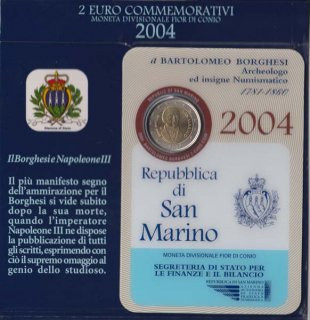 2 EURO COMMEMORATIVI
MONETA DIVISIONALE FIOR DI CONIO
2004
a BARTOLOMEO BORGHESI
Archeologo
ed insigne Numismatico
1781-1860
2004
Il Borghesi e Napoleone III
Il più manifesto segno
dell'ammirazione per il
Borghesi si vide subito
dopo la sua morte,
quando l'imperatore
Napoleone III ne dispose
la pubblicazione di tutti
gli scritti, esprimendo con
ciò il supremo omaggio al
genio dello studioso.
Repubblica
di
San
Marino
MONETA DIVISIONALE FIOR DI CONIO
SEGRETERIA DI STATO PER
LE FINANZE E IL BILANCIO
REPUBBLICA DI SAN MARINO